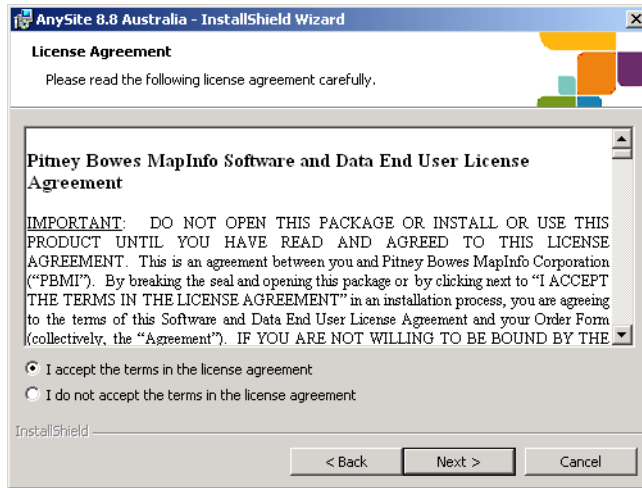 AnySite 8.8 Australia - InstallShield Wizard
License Agreement
Please read the following license agreement carefully.
Pitney Bowes MapInfo Software and Data End User License
Agreement
IMPORTANT: DO NOT OPEN THIS PACKAGE OR INSTALL OR USE THIS
PRODUCT UNTIL YOU HAVE READ AND AGREED TO THIS LICENSE
AGREEMENT. This is an agreement between you and Pitney Bowes MapInfo Corporation
(“PBMI”). By breaking the seal and opening this package or by clicking next to “I ACCEPT
THE TERMS IN THE LICENSE AGREEMENT” in an installation process, you are agreeing
to the terms of this Software and Data End User License Agreement and your Order Form
(collectively, the “Agreement”). IF YOU ARE NOT WILLING TO BE BOUND BY THE
I accept the terms in the license agreement
I do not accept the terms in the license agreement
InstallShield
< Back Next > Cancel